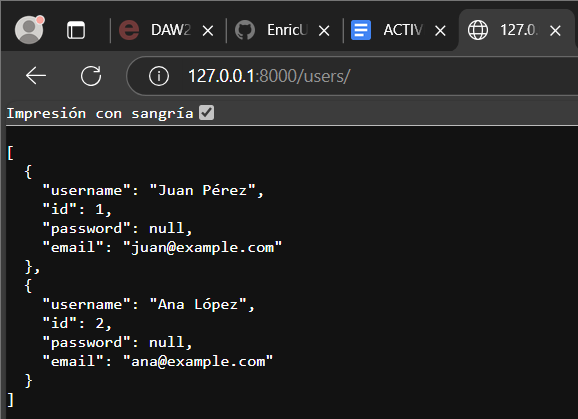 DAW2
EnricU
ACTIV
127.0.
127.0.0.1:8000/users/
Impresión con sangría
[
  {
    "username": "Juan Pérez",
    "id": 1,
    "password": null,
    "email": "juan@example.com"
  },
  {
    "username": "Ana López",
    "id": 2,
    "password": null,
    "email": "ana@example.com"
  }
]